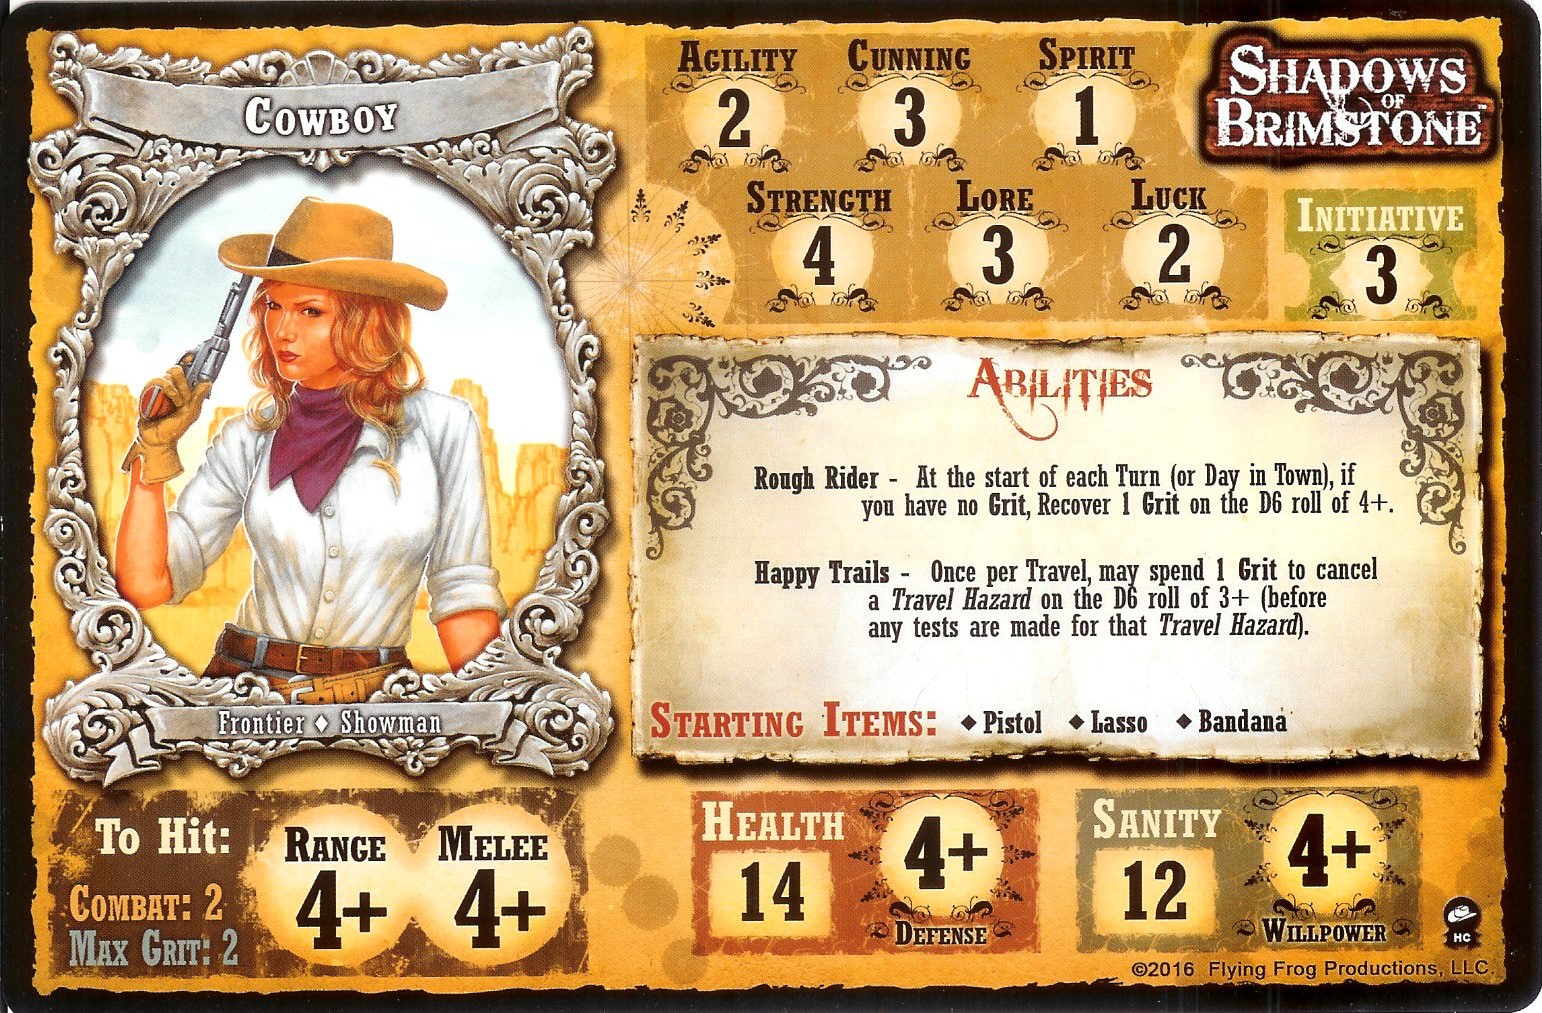 Cowboy
Frontier ♦ Showman
Agility
2
Cunning
3
Spirit
1
Shadows
of
Brimstone™
Strength
4
Lore
3
Luck
2
Initiative
3
Abilities
Rough Rider - At the start of each Turn (or Day in Town), if
you have no Grit, Recover 1 Grit on the D6 roll of 4+.
Happy Trails - Once per Travel, may spend 1 Grit to cancel
a Travel Hazard on the D6 roll of 3+ (before
any tests are made for that Travel Hazard).
Starting Items: ♦ Pistol ♦ Lasso ♦ Bandana
To Hit:
Range
4+
Melee
4+
Combat: 2
Max Grit: 2
Health
14
4+
Defense
Sanity
12
4+
Willpower
HC
©2016 Flying Frog Productions, LLC.